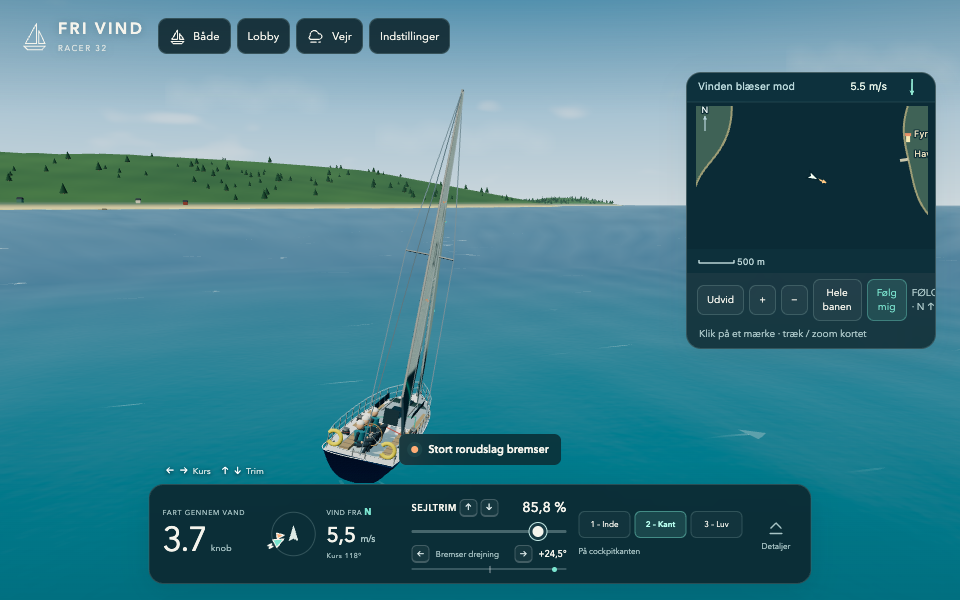 FRI VIND
RACER 32
Både
Lobby
Vejr
Indstillinger
Vinden blæser mod
5.5 m/s
N
Fyr
Hav
500 m
Udvid
+
−
Hele banen
Følg mig
FØLG
· N ↑
Klik på et mærke · træk / zoom kortet
Stort rorudslag bremser
← → Kurs ↑ ↓ Trim
FART GENNEM VAND
3.7 knob
VIND FRA N
5,5 m/s
Kurs 118°
SEJLTRIM ↑ ↓ 85,8 %
← Bremser drejning → +24,5°
1 – Inde
2 – Kant
3 – Luv
På cockpitkanten
Detaljer